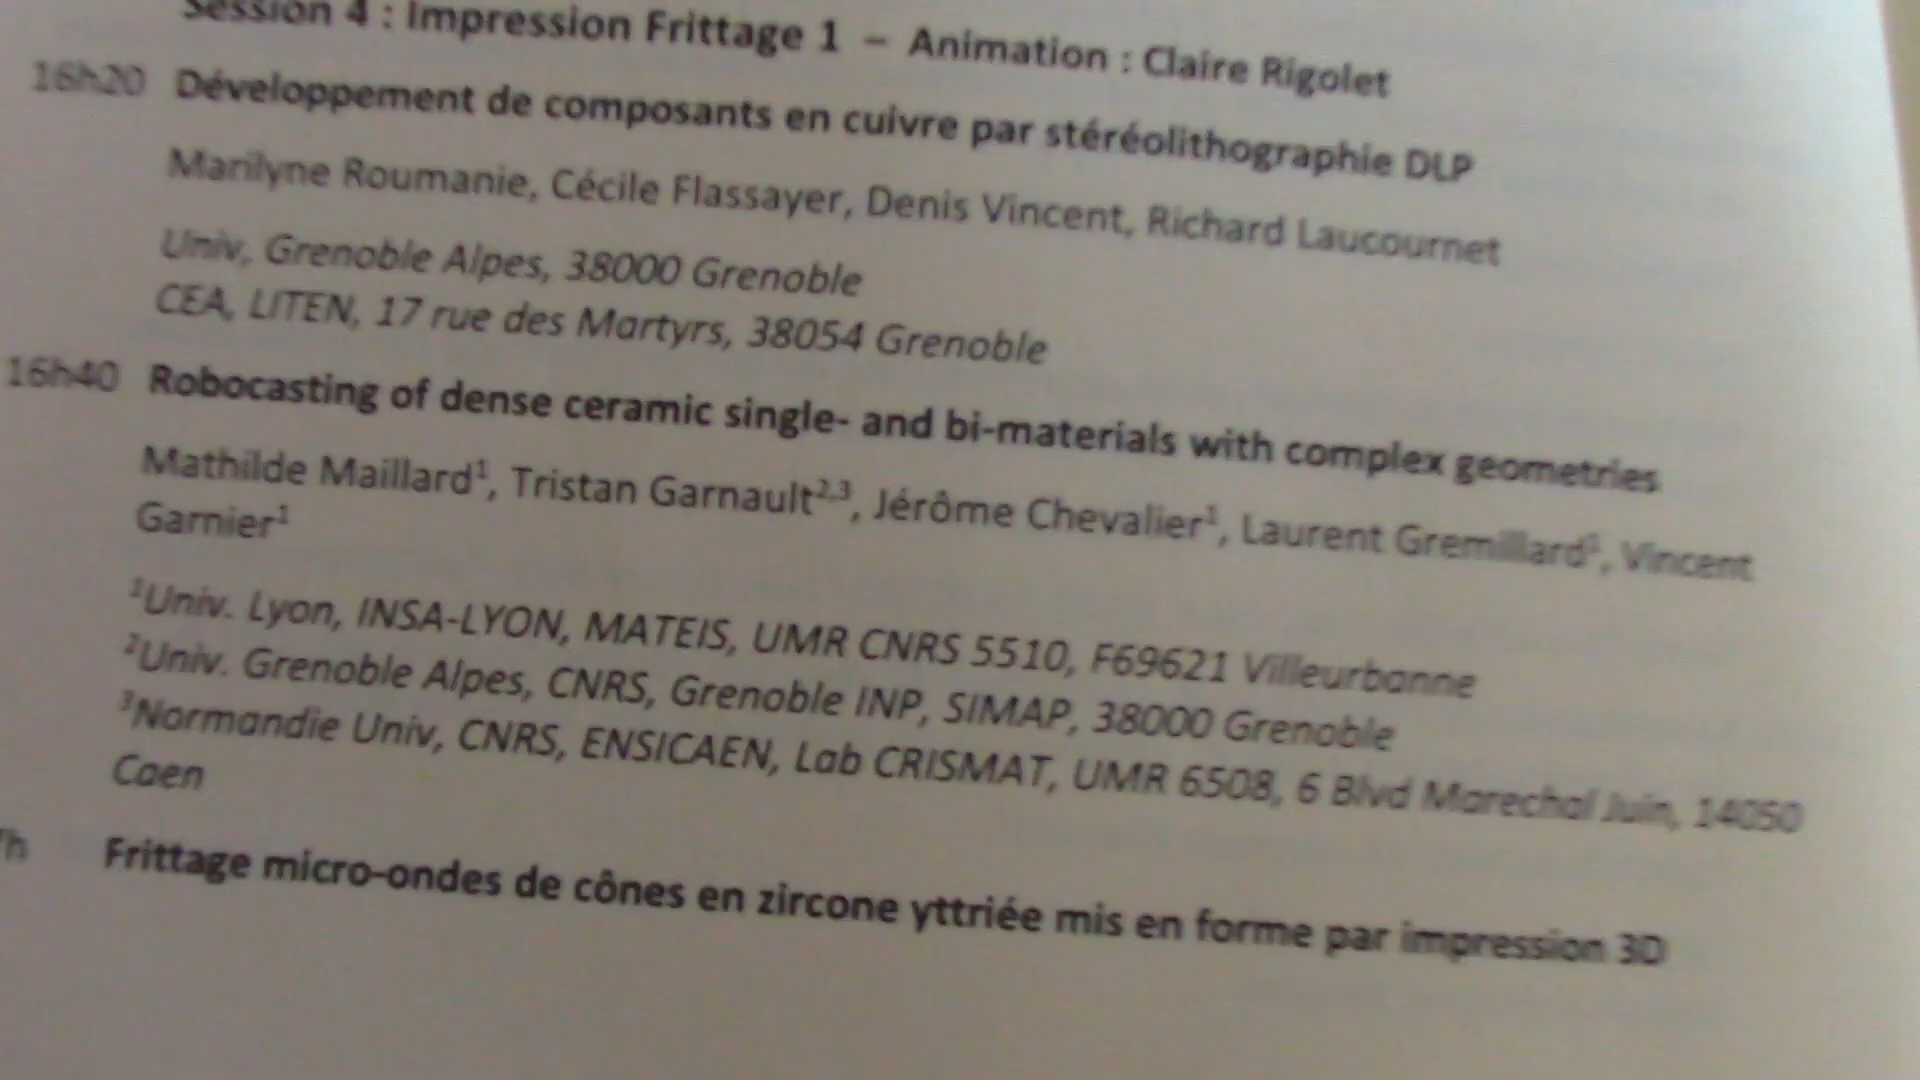 Session 4 : Impression Frittage 1 – Animation : Claire Rigolet
16h20 Développement de composants en cuivre par stéréolithographie DLP
Marilyne Roumanie, Cécile Flassayer, Denis Vincent, Richard Laucournet
Univ, Grenoble Alpes, 38000 Grenoble
CEA, LITEN, 17 rue des Martyrs, 38054 Grenoble
16h40 Robocasting of dense ceramic single- and bi-materials with complex geometries
Mathilde Maillard¹, Tristan Garnault²,³, Jérôme Chevalier¹, Laurent Gremillard¹, Vincent
Garnier¹
¹Univ. Lyon, INSA-LYON, MATEIS, UMR CNRS 5510, F69621 Villeurbanne
²Univ. Grenoble Alpes, CNRS, Grenoble INP, SIMAP, 38000 Grenoble
³Normandie Univ, CNRS, ENSICAEN, Lab CRISMAT, UMR 6508, 6 Blvd Marechal Juin, 14050
Caen
Frittage micro-ondes de cônes en zircone yttriée mis en forme par impression 3D